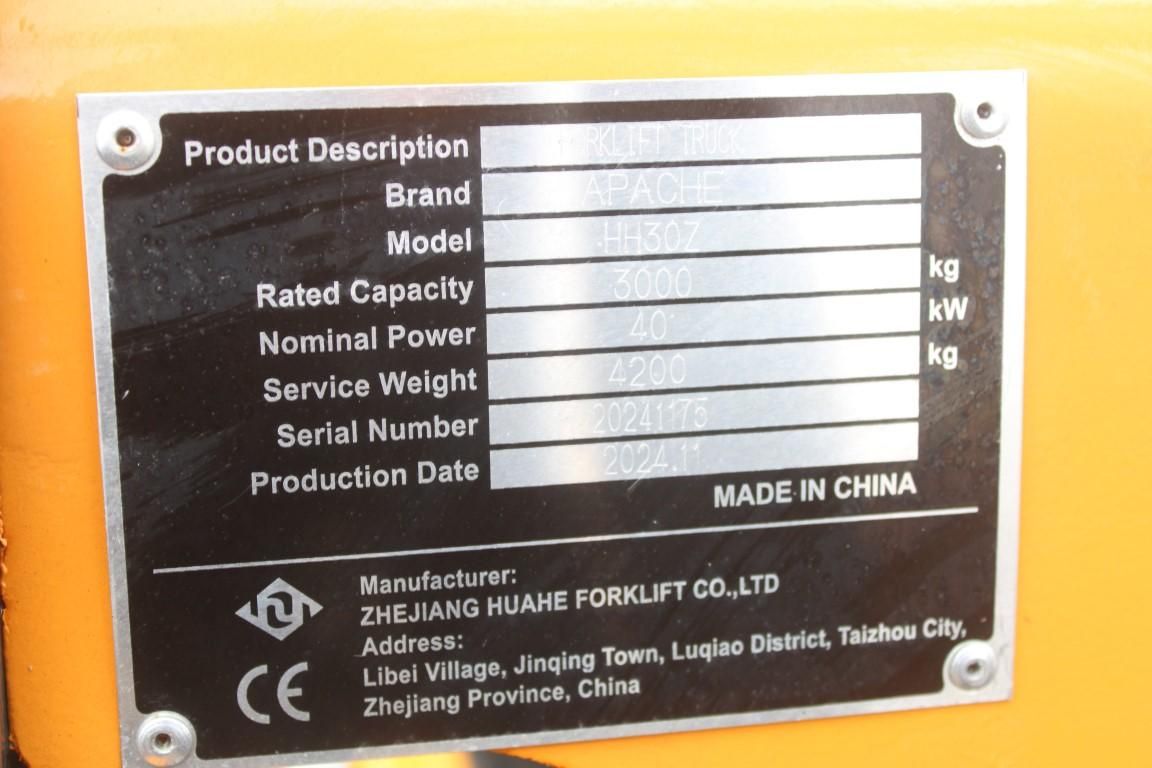 Product Description FORKLIFT TRUCK
Brand APACHE
Model HH30Z
Rated Capacity 3000 kg
Nominal Power 40 kW
Service Weight 4200 kg
Serial Number 20241175
Production Date 2024.11
MADE IN CHINA
Manufacturer:
ZHEJIANG HUAHE FORKLIFT CO.,LTD
Address:
Libei Village, Jinqing Town, Luqiao District, Taizhou City,
Zhejiang Province, China
CE